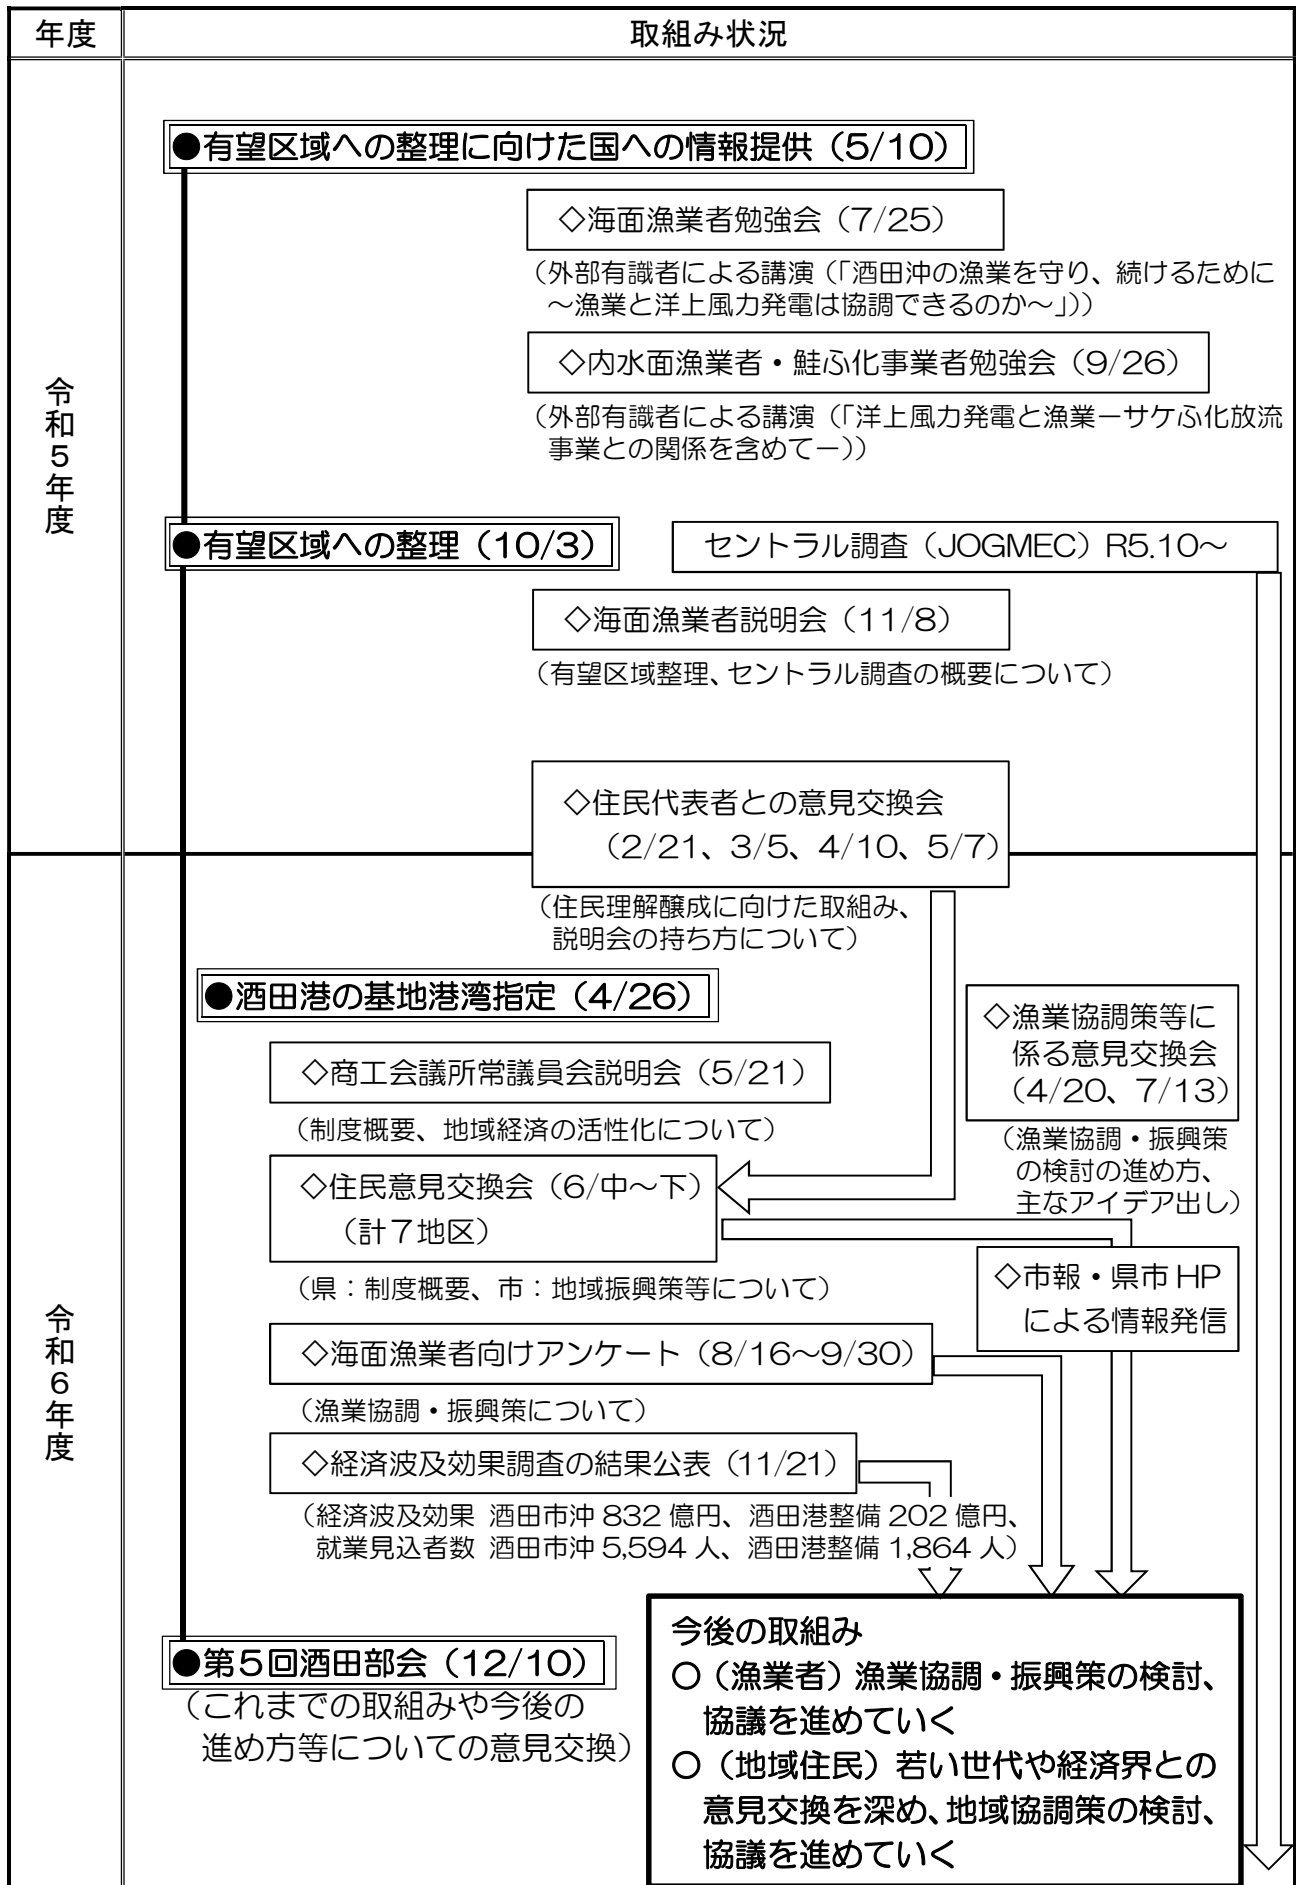 年度
取組み状況
令和5年度
●有望区域への整理に向けた国への情報提供（5/10）
◇海面漁業者勉強会（7/25）
（外部有識者による講演（「酒田沖の漁業を守り、続けるために
～漁業と洋上風力発電は協調できるのか～」））
◇内水面漁業者・鮭ふ化事業者勉強会（9/26）
（外部有識者による講演（「洋上風力発電と漁業ーサケふ化放流
事業との関係を含めてー））
●有望区域への整理（10/3）
セントラル調査（JOGMEC）R5.10～
◇海面漁業者説明会（11/8）
（有望区域整理、セントラル調査の概要について）
◇住民代表者との意見交換会
（2/21、3/5、4/10、5/7）
（住民理解醸成に向けた取組み、
説明会の持ち方について）
令和6年度
●酒田港の基地港湾指定（4/26）
◇漁業協調策等に
係る意見交換会
（4/20、7/13）
（漁業協調・振興策
の検討の進め方、
主なアイデア出し）
◇商工会議所常議員会説明会（5/21）
（制度概要、地域経済の活性化について）
◇住民意見交換会（6/中～下）
（計7地区）
（県：制度概要、市：地域振興策等について）
◇市報・県市HP
による情報発信
◇海面漁業者向けアンケート（8/16～9/30）
（漁業協調・振興策について）
◇経済波及効果調査の結果公表（11/21）
（経済波及効果 酒田市沖 832 億円、酒田港整備 202 億円、
就業見込者数 酒田市沖 5,594 人、酒田港整備 1,864 人）
●第5回酒田部会（12/10）
（これまでの取組みや今後の
進め方等についての意見交換）
今後の取組み
○（漁業者）漁業協調・振興策の検討、
協議を進めていく
○（地域住民）若い世代や経済界との
意見交換を深め、地域協調策の検討、
協議を進めていく